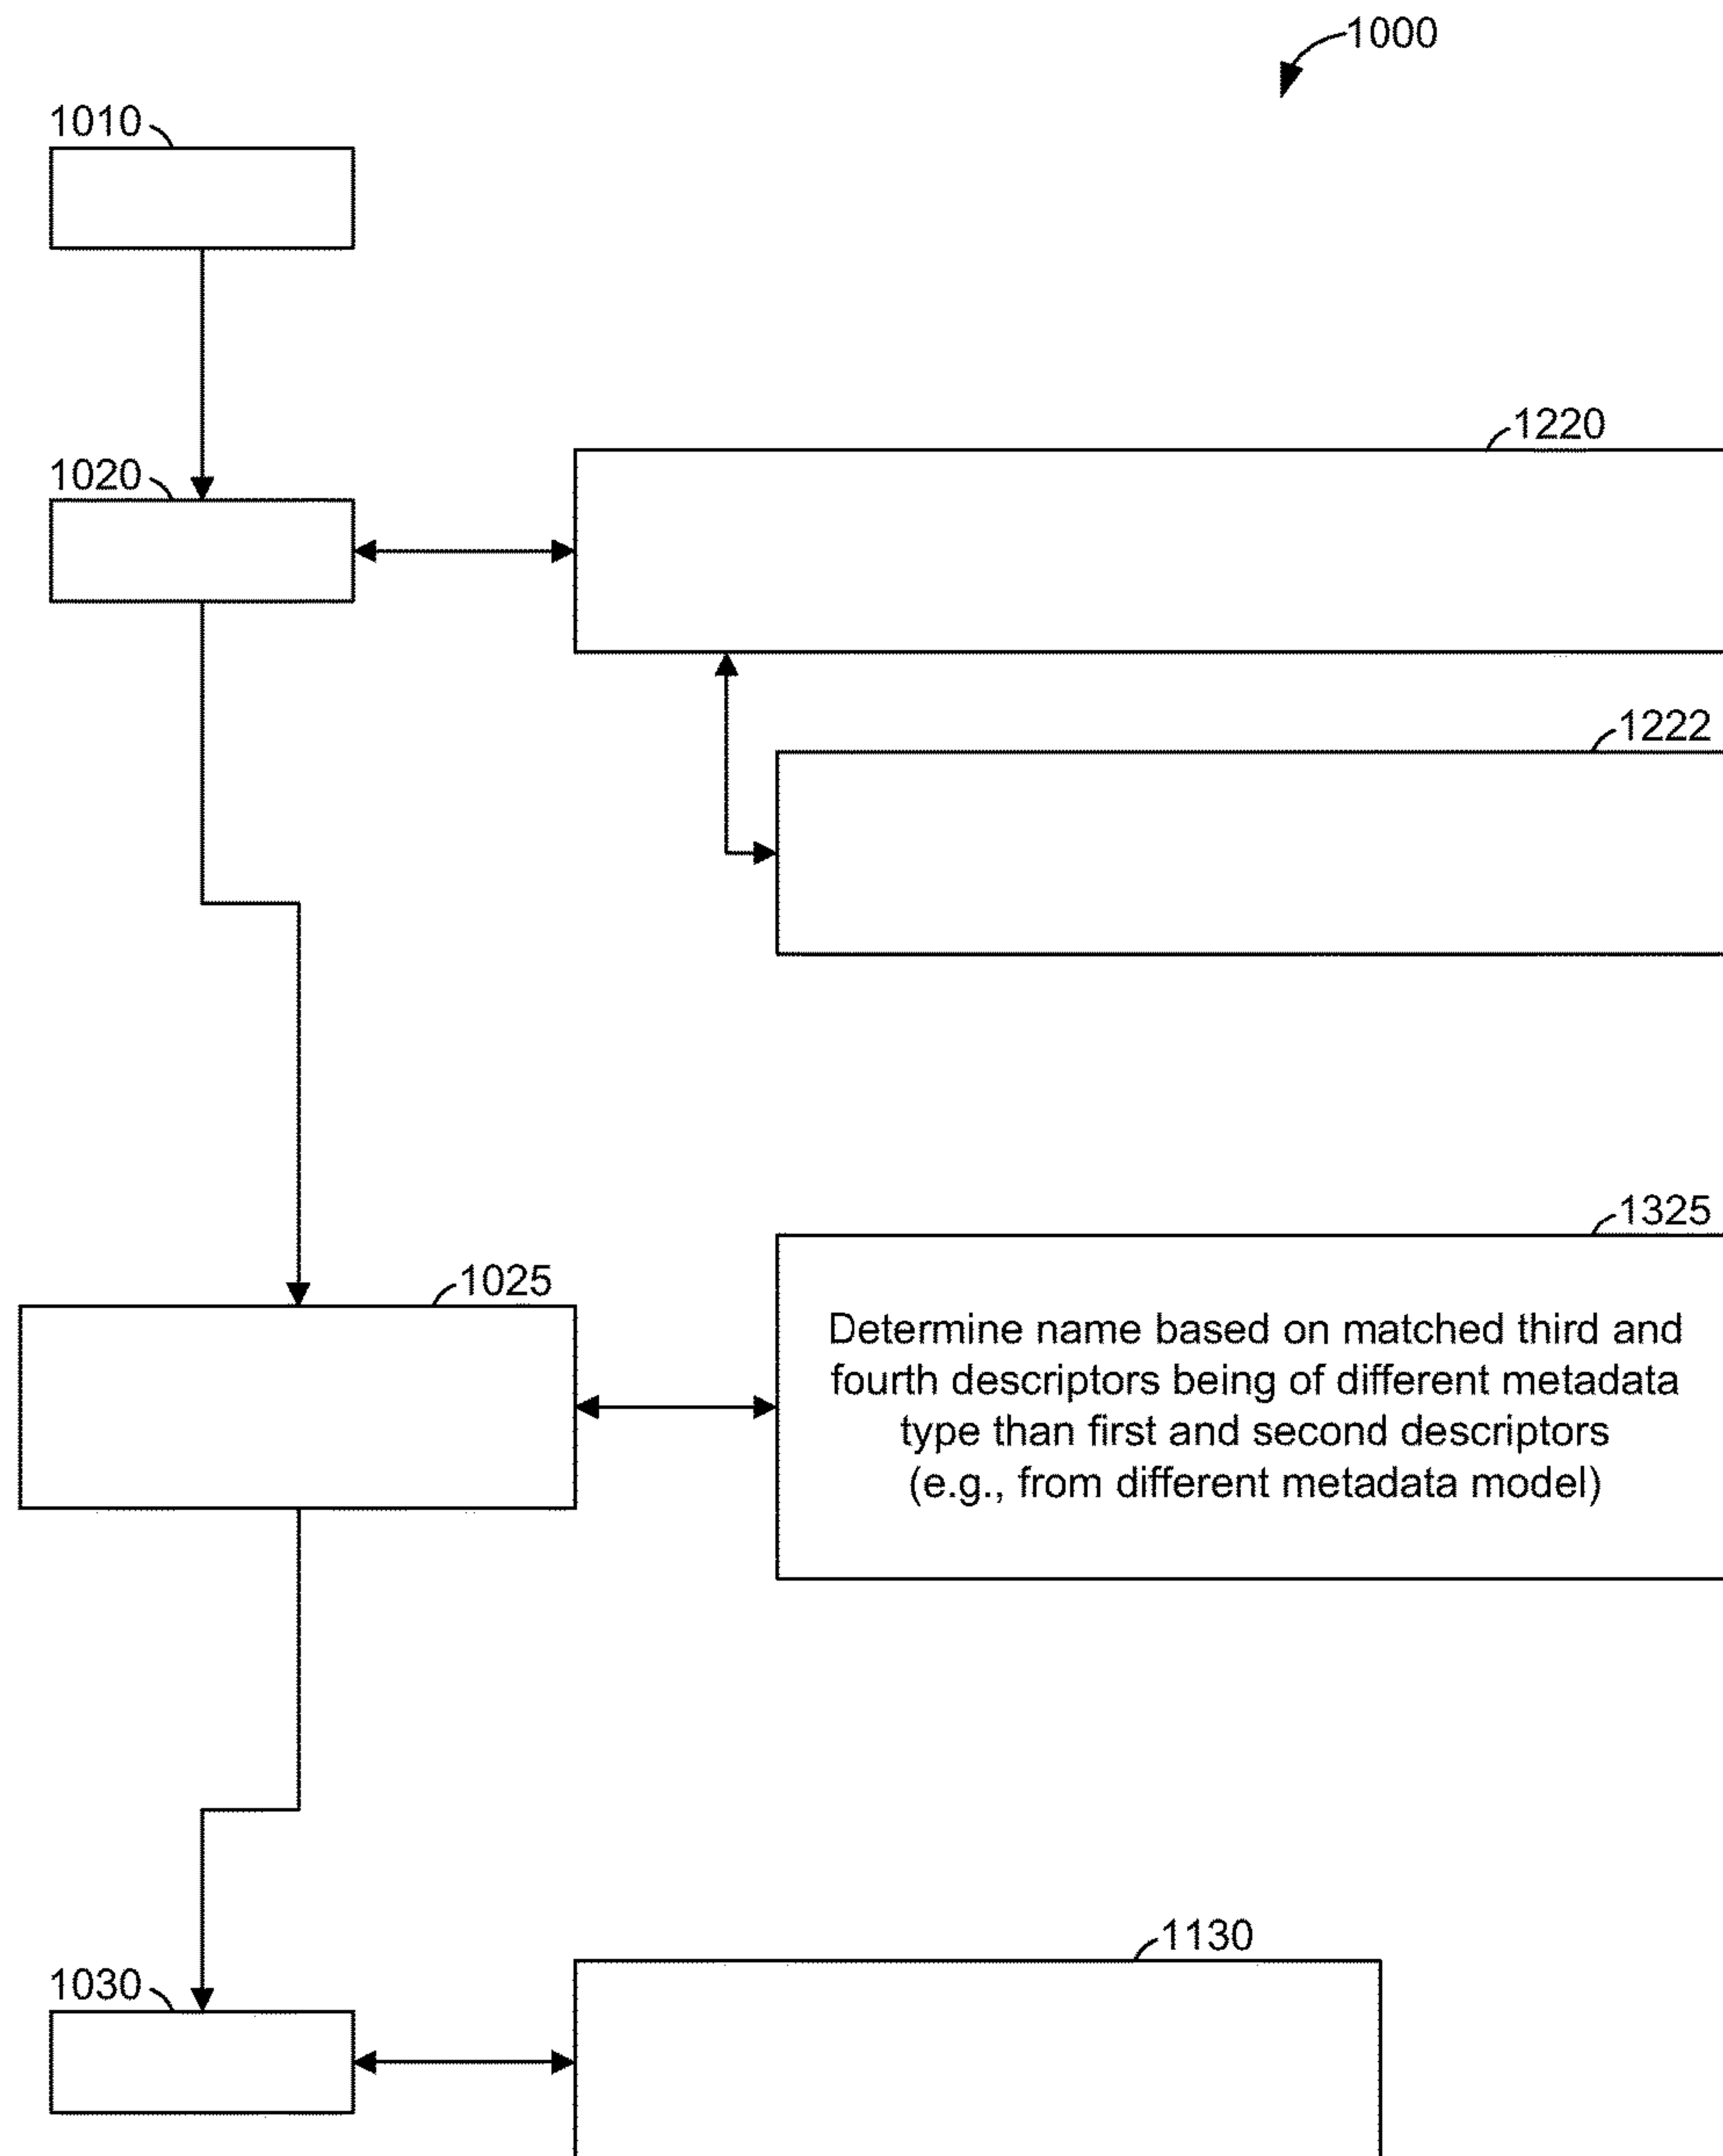 1000
1010
1220
1020
1222
1325
1025
Determine name based on matched third and
fourth descriptors being of different metadata
type than first and second descriptors
(e.g., from different metadata model)
1130
1030